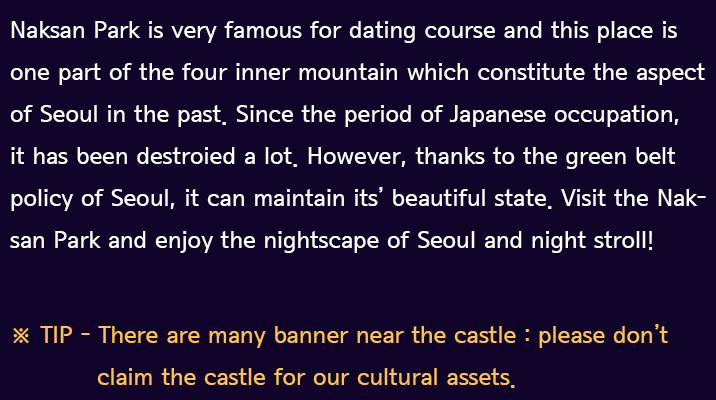 Naksan Park is very famous for dating course and this place is
one part of the four inner mountain which constitute the aspect
of Seoul in the past. Since the period of Japanese occupation,
it has been destroied a lot. However, thanks to the green belt
policy of Seoul, it can maintain its’ beautiful state. Visit the Nak-
san Park and enjoy the nightscape of Seoul and night stroll!
※ TIP - There are many banner near the castle : please don’t
claim the castle for our cultural assets.